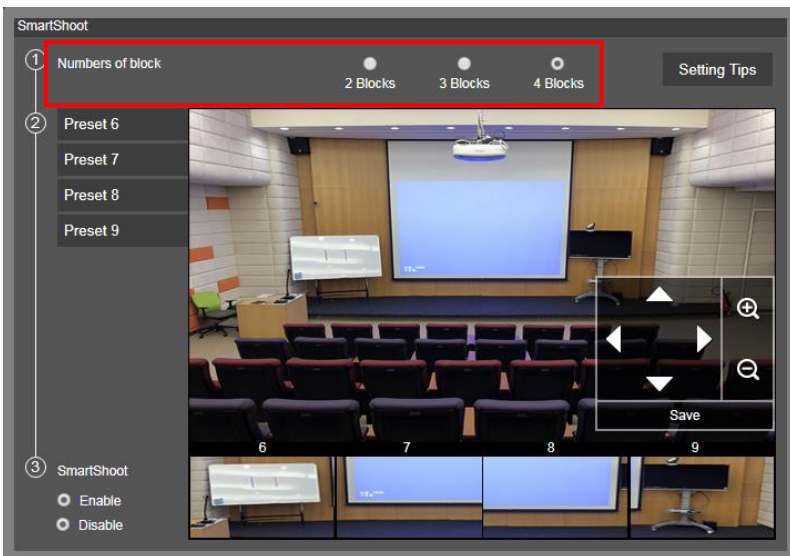 SmartShoot
1 Numbers of block
2 Blocks 3 Blocks 4 Blocks
Setting Tips
2 Preset 6
Preset 7
Preset 8
Preset 9
Save
6 7 8 9
3 SmartShoot
Enable
Disable